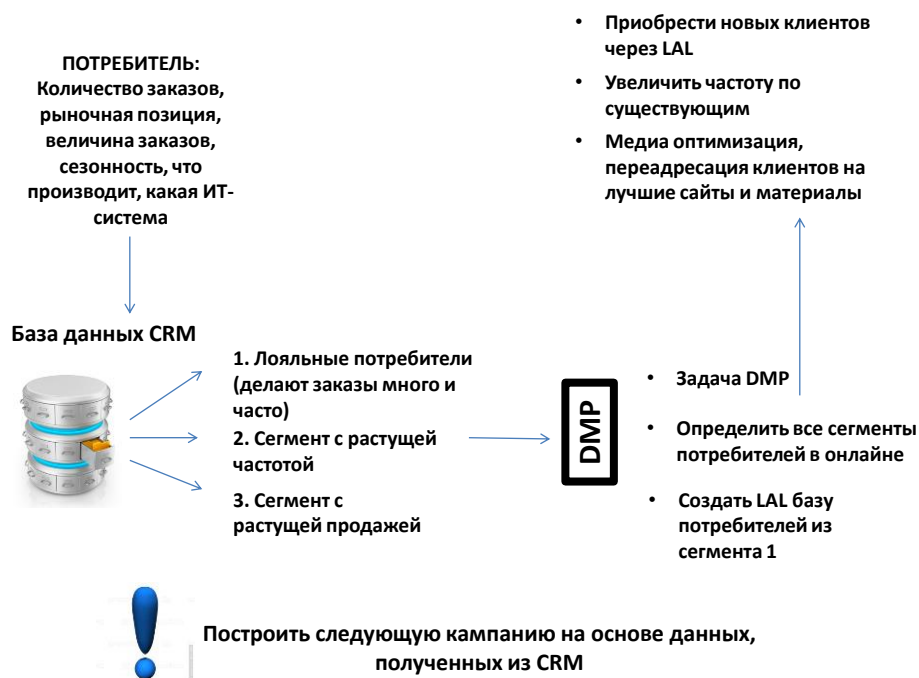 ПОТРЕБИТЕЛЬ:
Количество заказов,
рыночная позиция,
величина заказов,
сезонность, что
производит, какая ИТ-
система
• Приобрести новых клиентов
через LAL
• Увеличить частоту по
существующим
• Медиа оптимизация,
переадресация клиентов на
лучшие сайты и материалы
База данных CRM
1. Лояльные потребители
(делают заказы много и
часто)
2. Сегмент с растущей
частотой
3. Сегмент с
растущей продажей
DMP
• Задача DMP
• Определить все сегменты
потребителей в онлайне
• Создать LAL базу
потребителей из
сегмента 1
Построить следующую кампанию на основе данных,
полученных из CRM